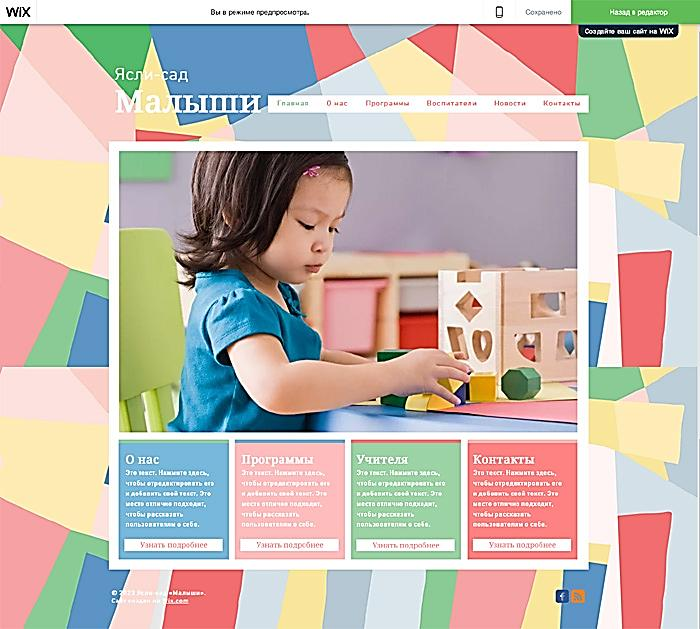 WiX
Вы в режиме предпросмотра.
Сохранено
Назад в редактор
Создайте ваш сайт на WiX
Ясли-сад
Малыши
Главная О нас Программы Воспитатели Новости Контакты
О нас
Это текст. Нажмите здесь,
чтобы отредактировать его
и добавить свой текст. Это
место отлично подходит,
чтобы рассказать
пользователям о себе.
Узнать подробнее
Программы
Это текст. Нажмите здесь,
чтобы отредактировать его
и добавить свой текст. Это
место отлично подходит,
чтобы рассказать
пользователям о себе.
Узнать подробнее
Учителя
Это текст. Нажмите здесь,
чтобы отредактировать его
и добавить свой текст. Это
место отлично подходит,
чтобы рассказать
пользователям о себе.
Узнать подробнее
Контакты
Это текст. Нажмите здесь,
чтобы отредактировать его
и добавить свой текст. Это
место отлично подходит,
чтобы рассказать
пользователям о себе.
Узнать подробнее
© 2023 Ясли-сад «Малыши».
Сайт создан на Wix.com